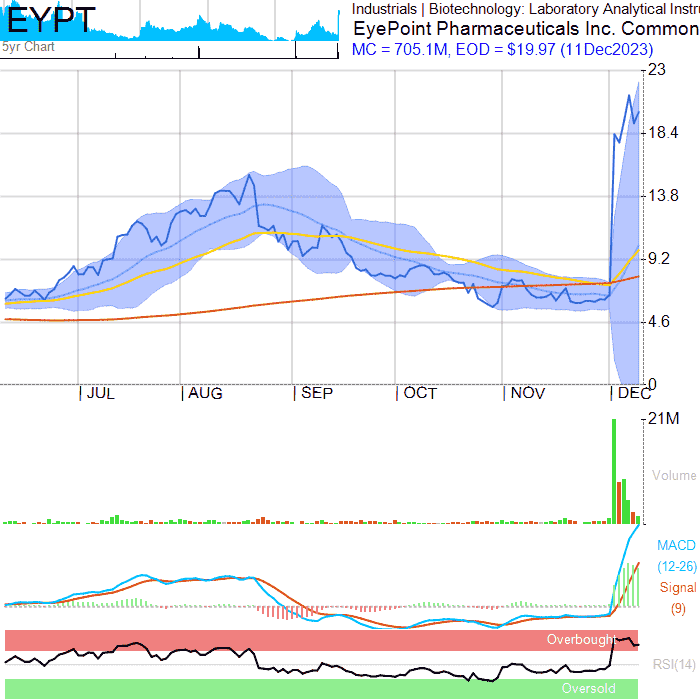 EYPT
5yr Chart
Industrials | Biotechnology: Laboratory Analytical Instru
EyePoint Pharmaceuticals Inc. Common
MC = 705.1M, EOD = $19.97 (11Dec2023)
23
18.4
13.8
9.2
4.6
0
JUL
AUG
SEP
OCT
NOV
DEC
21M
Volume
MACD
(12-26)
Signal
(9)
Overbought
RSI(14)
Oversold